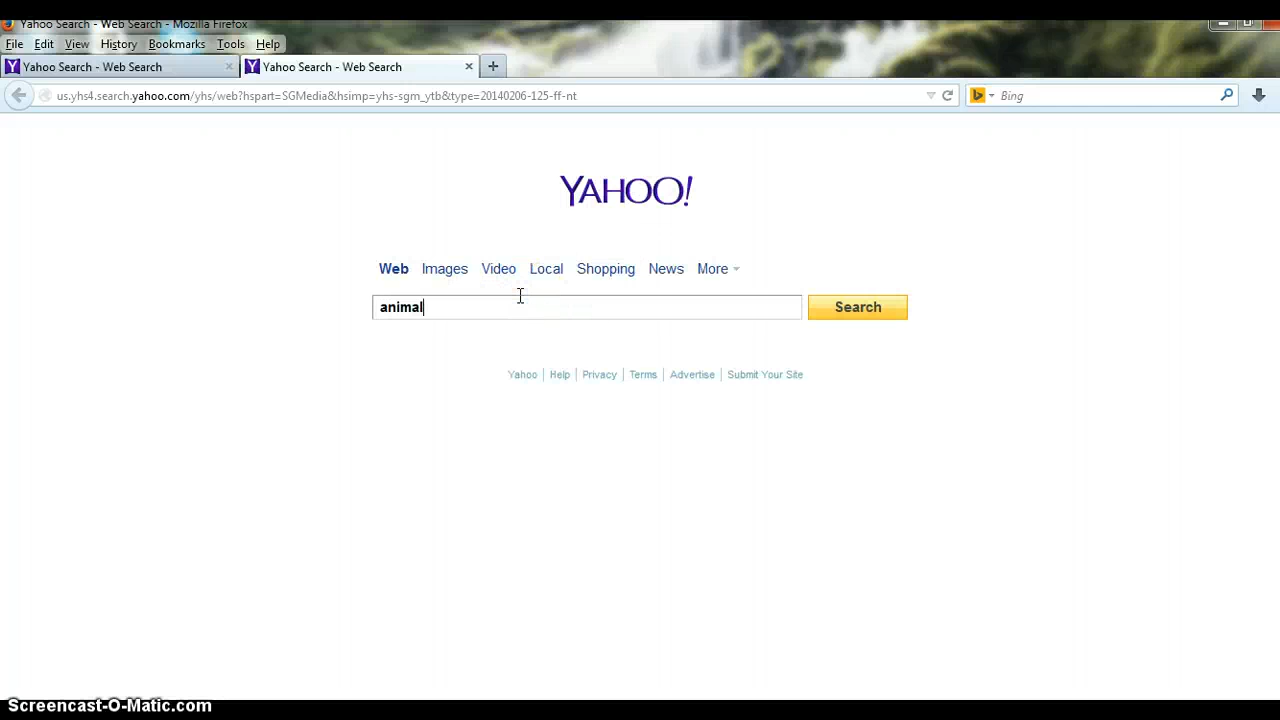 Yahoo Search - Web Search - Mozilla Firefox
File Edit View History Bookmarks Tools Help
Yahoo Search - Web Search Yahoo Search - Web Search
us.yhs4.search.yahoo.com/yhs/web?hspart=SGMedia&hsimp=yhs-sgm_ytb&type=20140206-125-ff-nt Bing
YAHOO!
Web Images Video Local Shopping News More
animal Search
Yahoo Help Privacy Terms Advertise Submit Your Site
Screencast-O-Matic.com